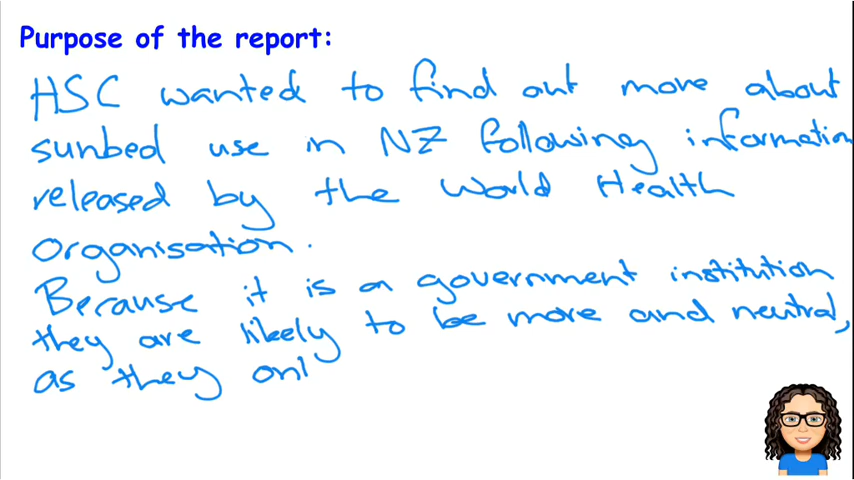 Purpose of the report:
HSC wanted to find out more about
sunbed use in NZ following information
released by the World Health
Organisation.
Because it is a government institution
they are likely to be more and neutral,
as they onl